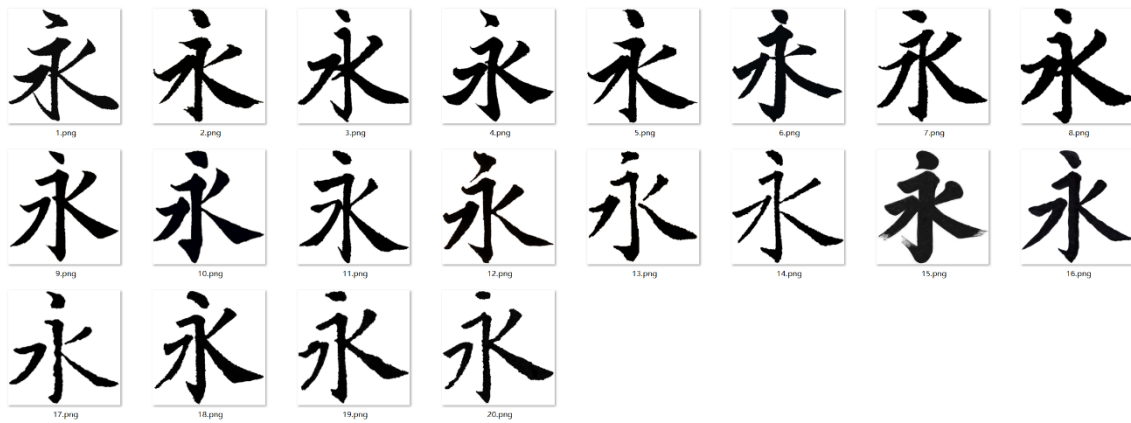 永 永 永 永 永 永 永 永
1.png 2.png 3.png 4.png 5.png 6.png 7.png 8.png
永 永 永 永 永 永 永 永
9.png 10.png 11.png 12.png 13.png 14.png 15.png 16.png
永 永 永 永
17.png 18.png 19.png 20.png